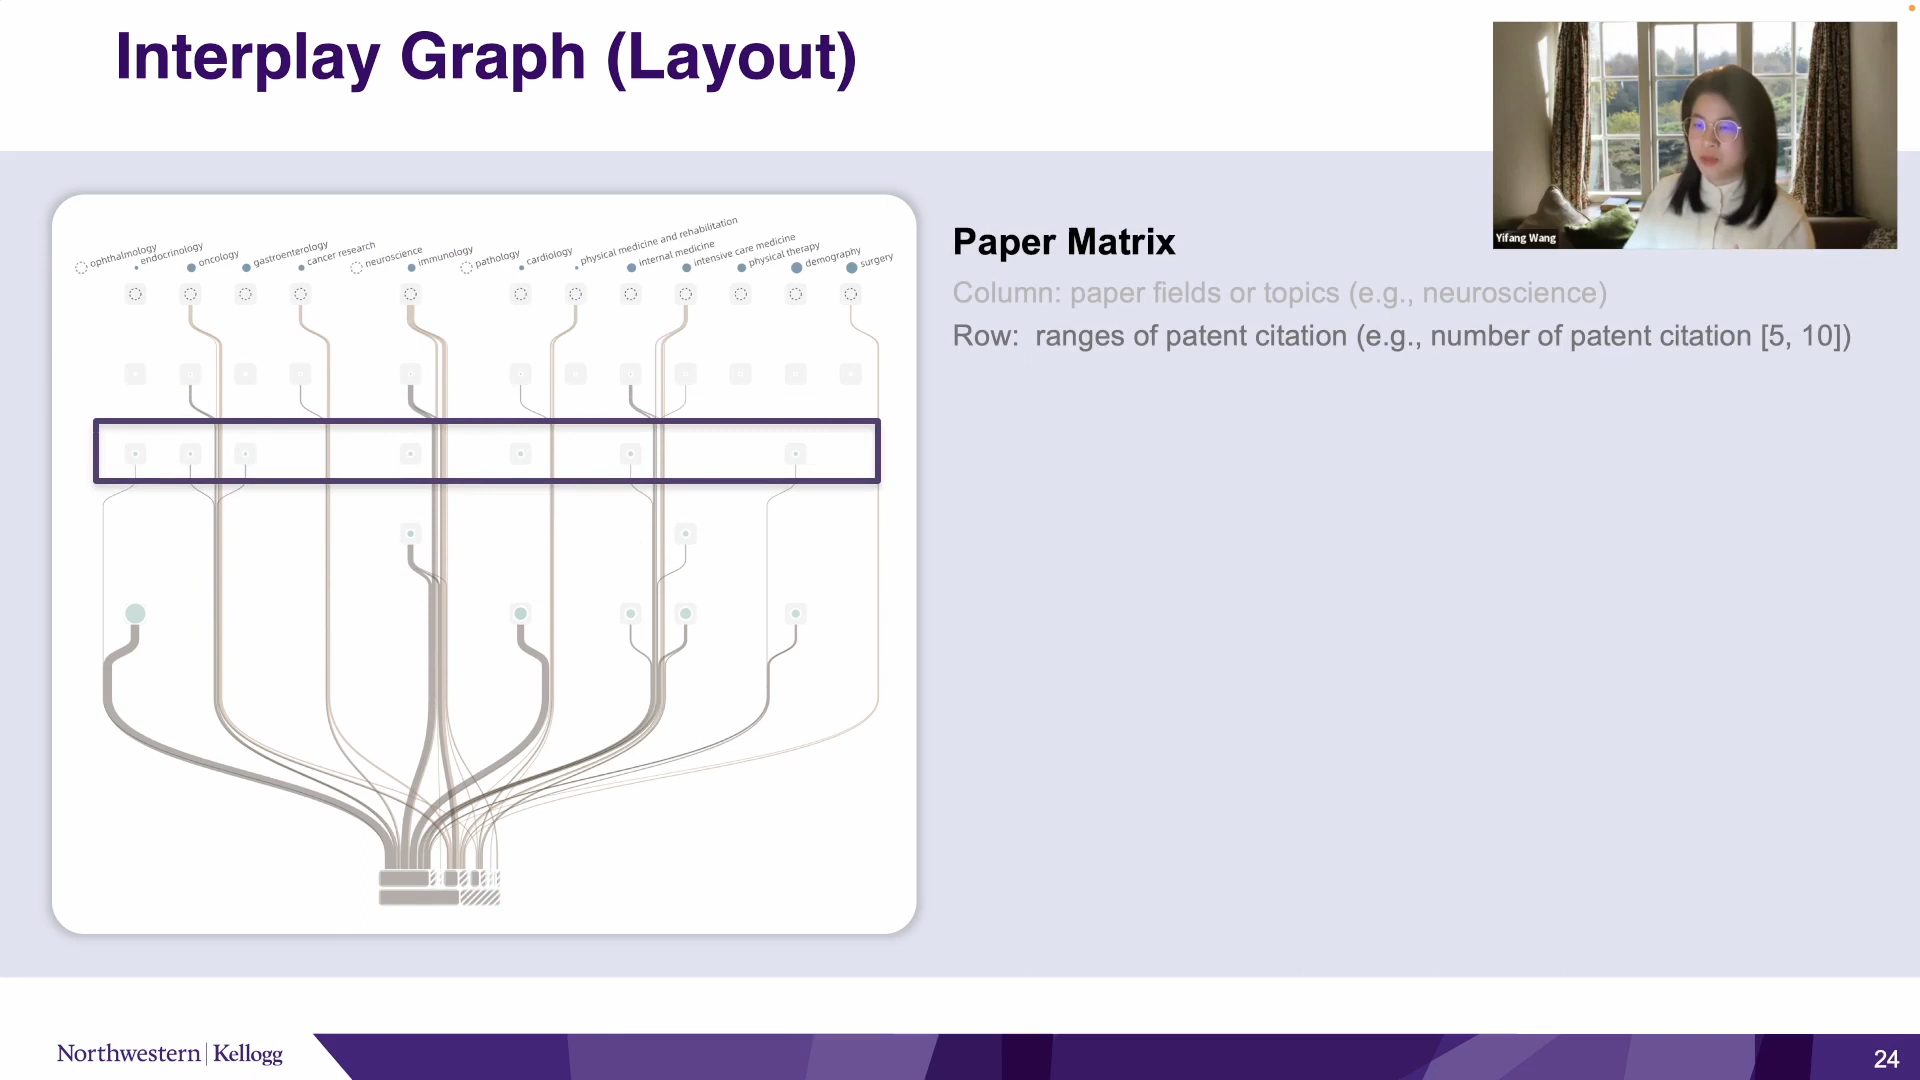 Interplay Graph (Layout)
Yifang Wang
ophthalmology
endocrinology
oncology
gastroenterology
cancer research
neuroscience
immunology
pathology
cardiology
physical medicine and rehabilitation
internal medicine
intensive care medicine
physical therapy
demography
surgery
Paper Matrix
Column: paper fields or topics (e.g., neuroscience)
Row: ranges of patent citation (e.g., number of patent citation [5, 10])
Northwestern | Kellogg
24